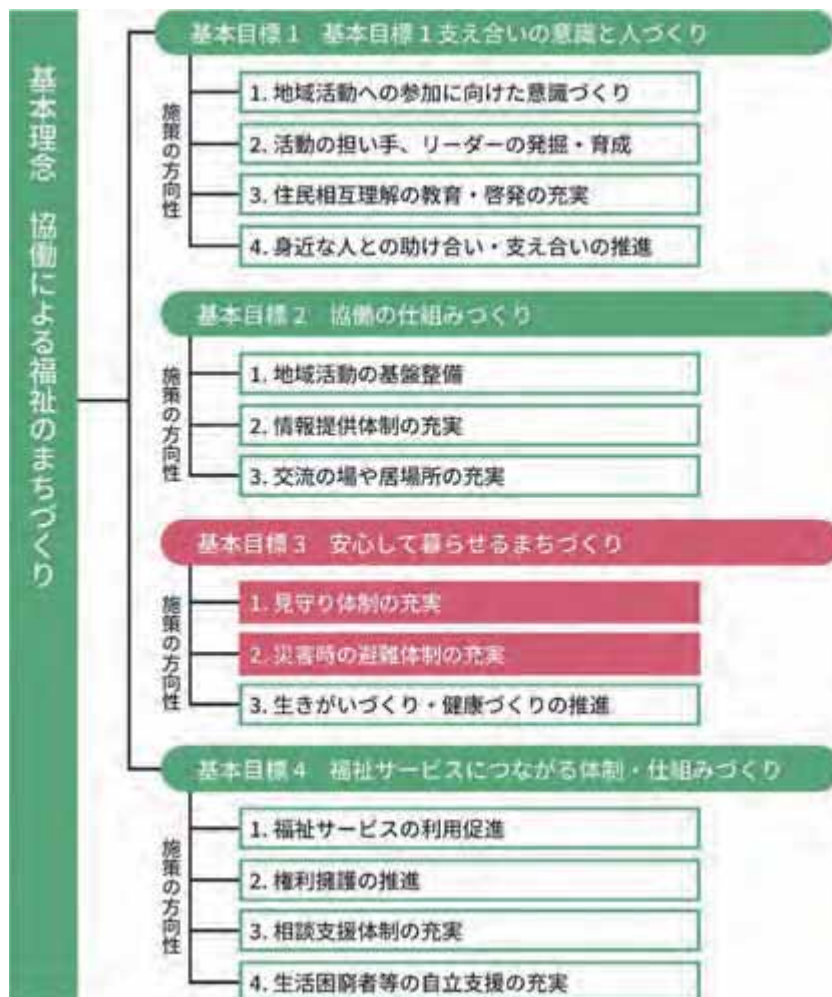 基本理念 協働による福祉のまちづくり
基本目標1 基本目標1支え合いの意識と人づくり
施策の方向性
1. 地域活動への参加に向けた意識づくり
2. 活動の担い手、リーダーの発掘・育成
3. 住民相互理解の教育・啓発の充実
4. 身近な人との助け合い・支え合いの推進
基本目標2 協働の仕組みづくり
施策の方向性
1. 地域活動の基盤整備
2. 情報提供体制の充実
3. 交流の場や居場所の充実
基本目標3 安心して暮らせるまちづくり
施策の方向性
1. 見守り体制の充実
2. 災害時の避難体制の充実
3. 生きがいづくり・健康づくりの推進
基本目標4 福祉サービスにつながる体制・仕組みづくり
施策の方向性
1. 福祉サービスの利用促進
2. 権利擁護の推進
3. 相談支援体制の充実
4. 生活困窮者等の自立支援の充実